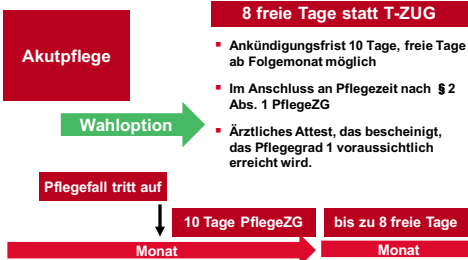 8 freie Tage statt T-ZUG
Akutpflege
▪ Ankündigungsfrist 10 Tage, freie Tage
ab Folgemonat möglich
▪ Im Anschluss an Pflegezeit nach § 2
Abs. 1 PflegeZG
Wahloption
▪ Ärztliches Attest, das bescheinigt,
das Pflegegrad 1 voraussichtlich
erreicht wird.
Pflegefall tritt auf
10 Tage PflegeZG
bis zu 8 freie Tage
Monat
Monat